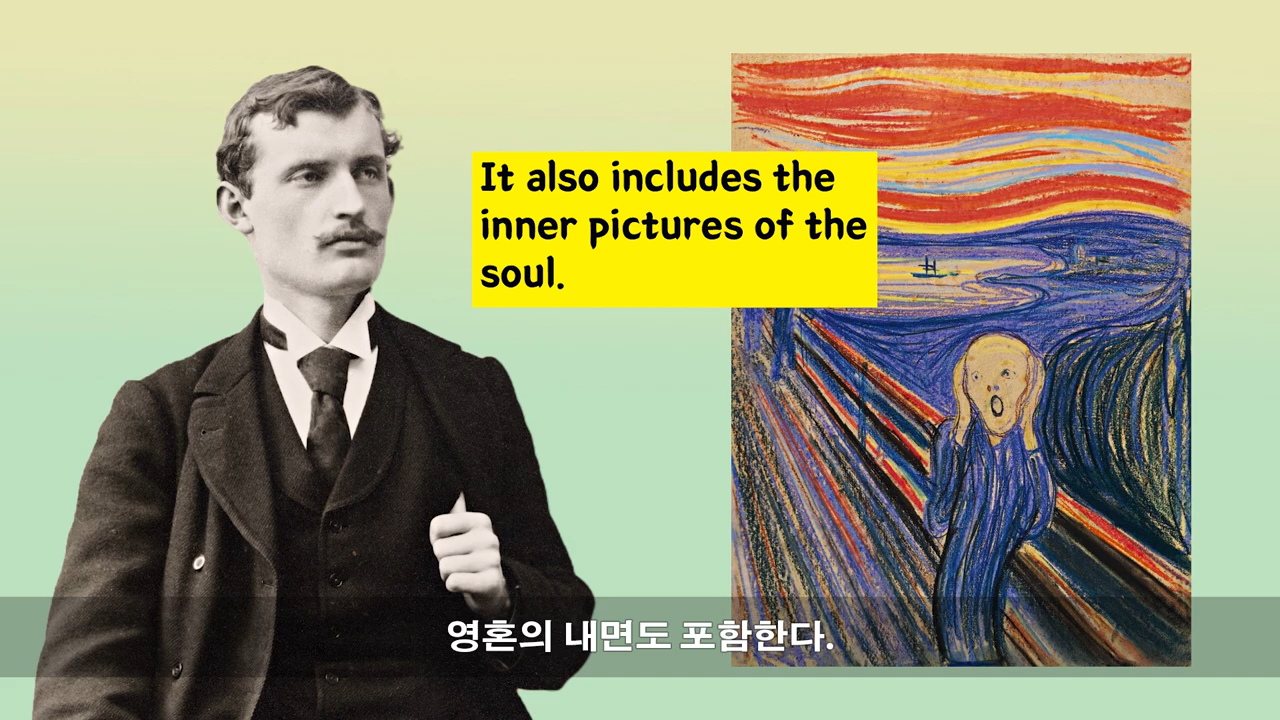 It also includes the
inner pictures of the
soul.
영혼의 내면도 포함한다.